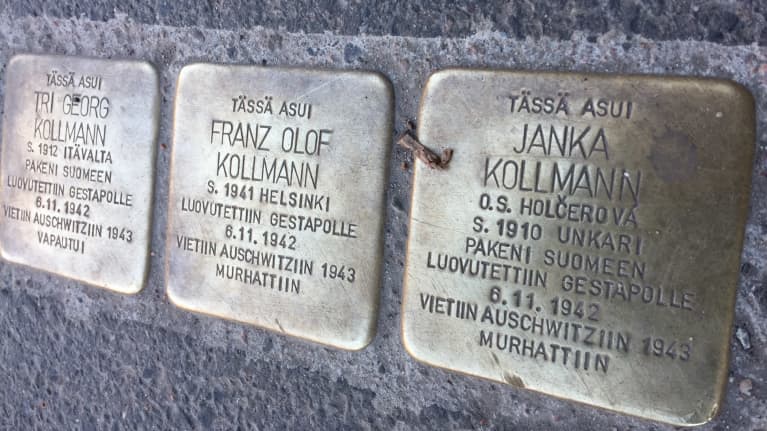 TÄSSÄ ASUI
TRI GEORG
KOLLMANN
S. 1912 ITÄVALTA
PAKENI SUOMEEN
LUOVUTETTIIN GESTAPOLLE
6.11.1942
VIETIIN AUSCHWITZIIN 1943
VAPAUTUI
TÄSSÄ ASUI
FRANZ OLOF
KOLLMANN
S. 1941 HELSINKI
LUOVUTETTIIN GESTAPOLLE
6.11.1942
VIETIIN AUSCHWITZIIN 1943
MURHATTIIN
TÄSSÄ ASUI
JANKA
KOLLMANN
O.S. HOLČEROVÁ
S. 1910 UNKARI
PAKENI SUOMEEN
LUOVUTETTIIN GESTAPOLLE
6.11.1942
VIETIIN AUSCHWITZIIN 1943
MURHATTIIN